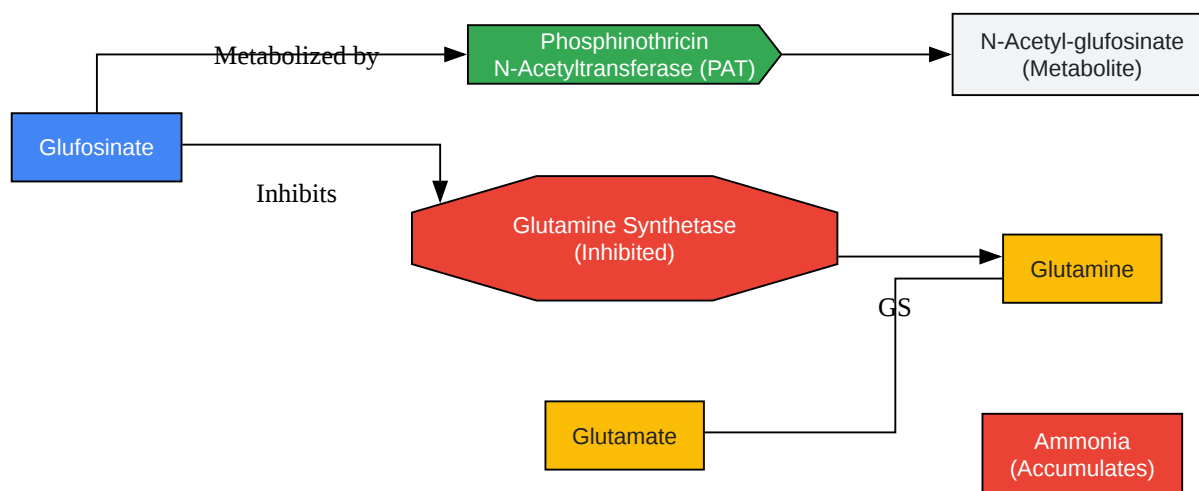 Metabolized by
Phosphinothricin
N-Acetyltransferase (PAT)
N-Acetyl-glufosinate
(Metabolite)
Glufosinate
Inhibits
Glutamine Synthetase
(Inhibited)
Glutamine
GS
Glutamate
Ammonia
(Accumulates)